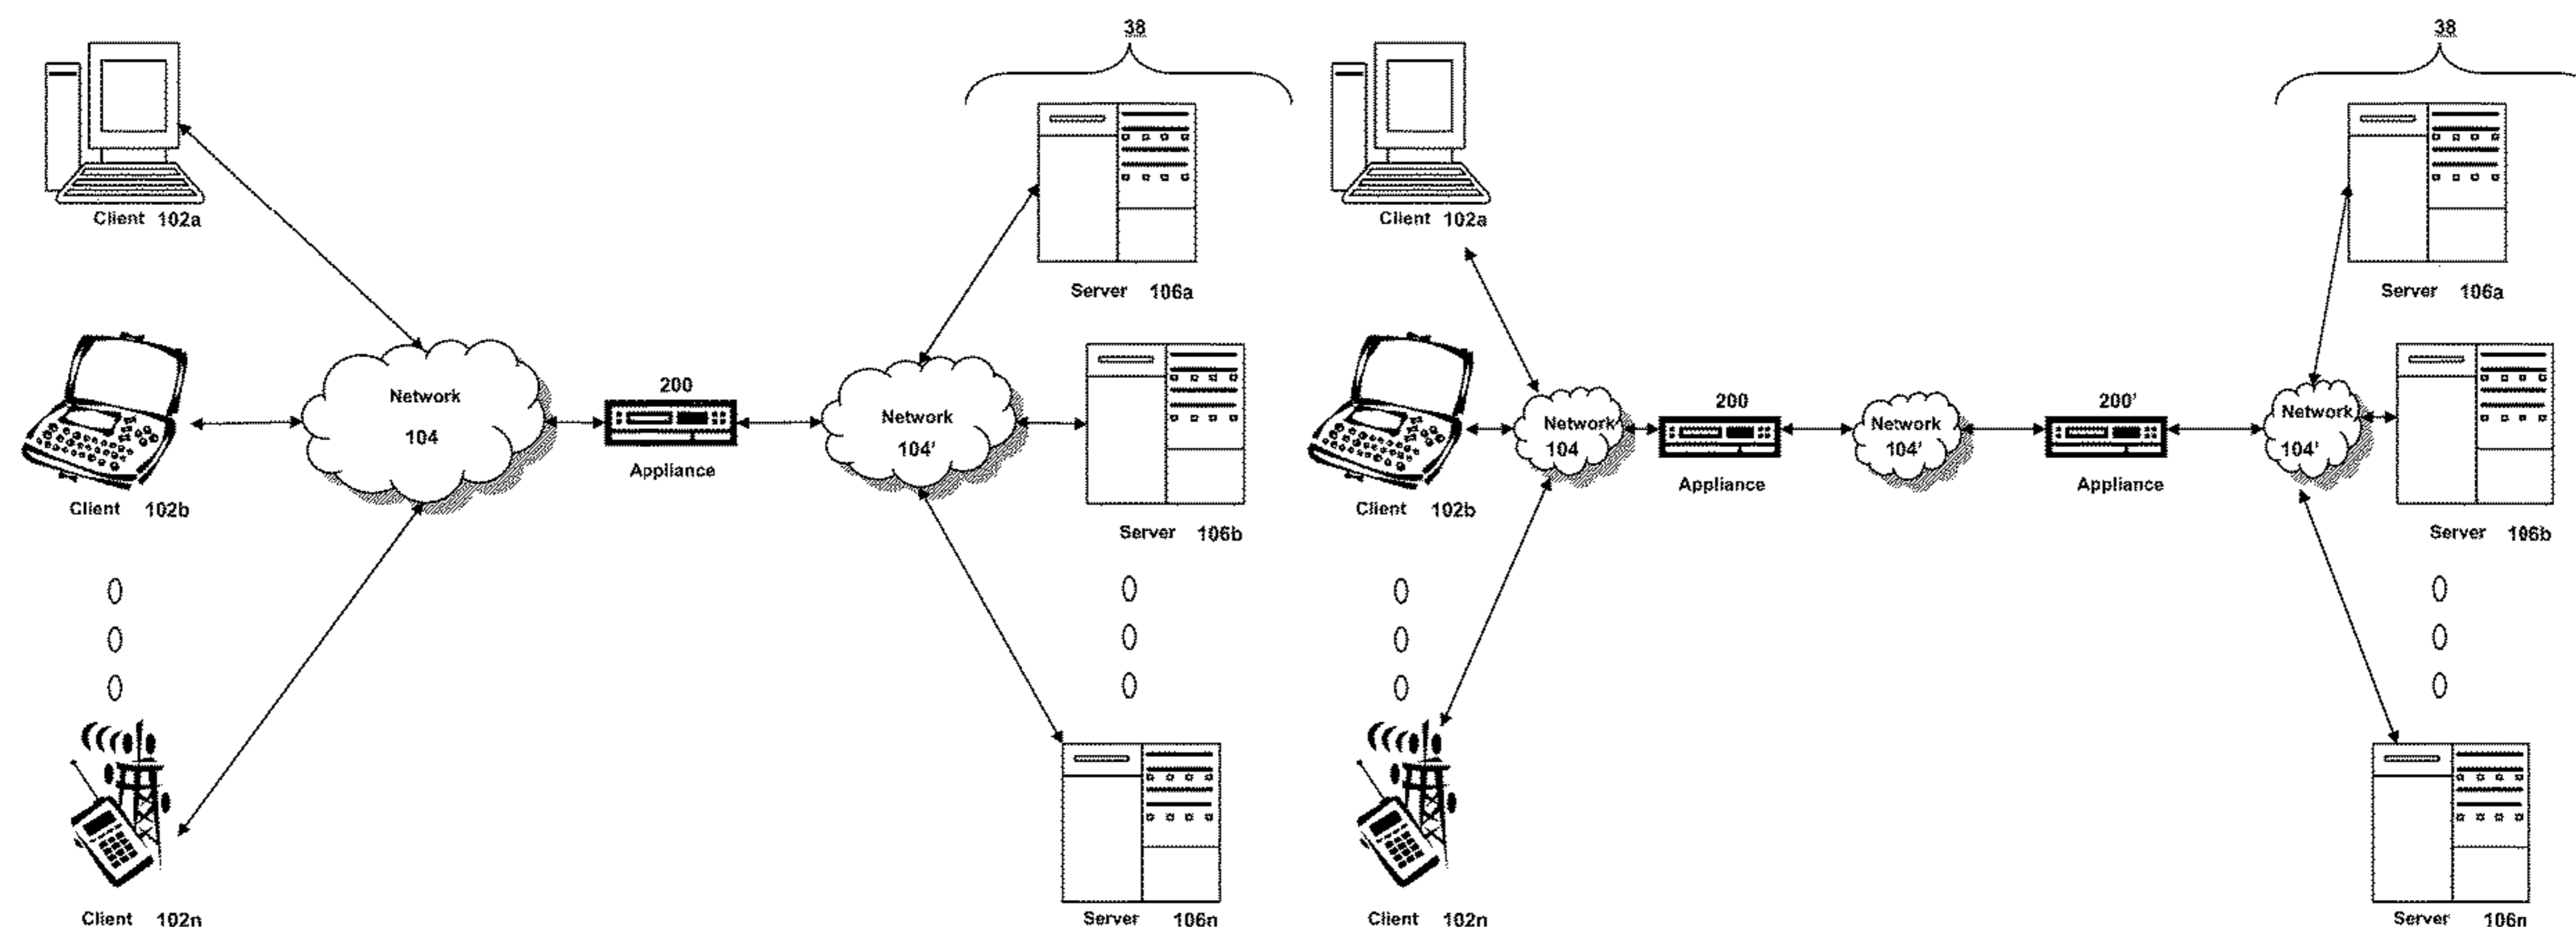 38
Client 102a
Server 106a
Network
104
200
Appliance
Network
104'
Client 102b
Server 106b
Client 102n
Server 106n
38
Client 102a
Server 106a
Network
104
200
Appliance
Network
104'
200'
Appliance
Network
104'
Client 102b
Server 106b
Client 102n
Server 106n